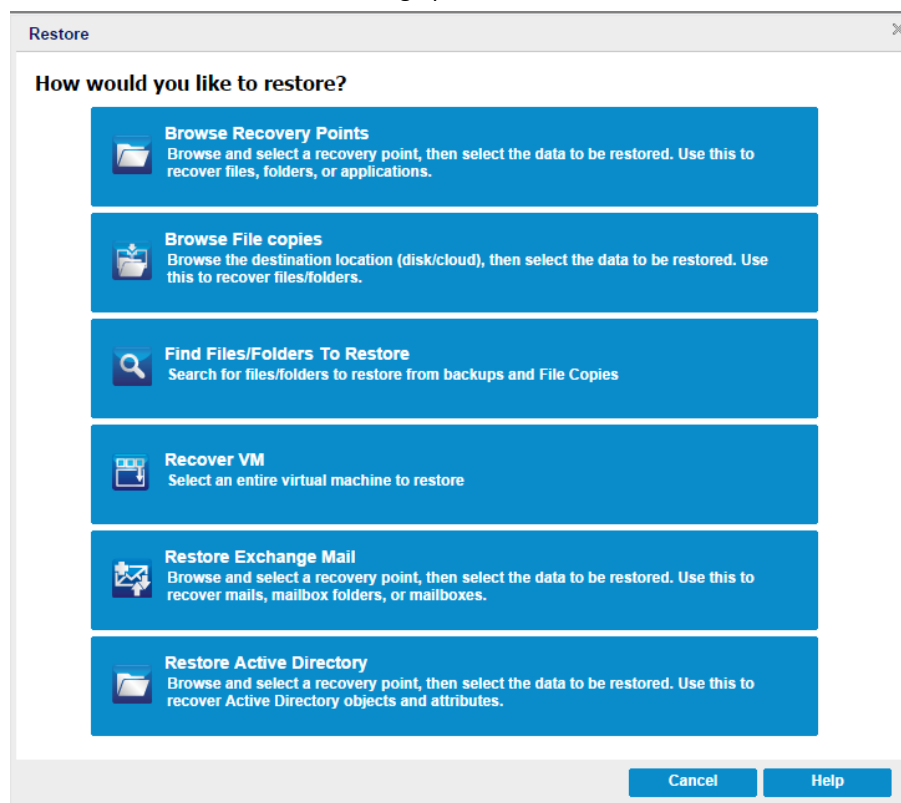 Restore
How would you like to restore?
Browse Recovery Points
Browse and select a recovery point, then select the data to be restored. Use this to
recover files, folders, or applications.
Browse File copies
Browse the destination location (disk/cloud), then select the data to be restored. Use
this to recover files/folders.
Find Files/Folders To Restore
Search for files/folders to restore from backups and File Copies
Recover VM
Select an entire virtual machine to restore
Restore Exchange Mail
Browse and select a recovery point, then select the data to be restored. Use this to
recover mails, mailbox folders, or mailboxes.
Restore Active Directory
Browse and select a recovery point, then select the data to be restored. Use this to
recover Active Directory objects and attributes.
Cancel Help